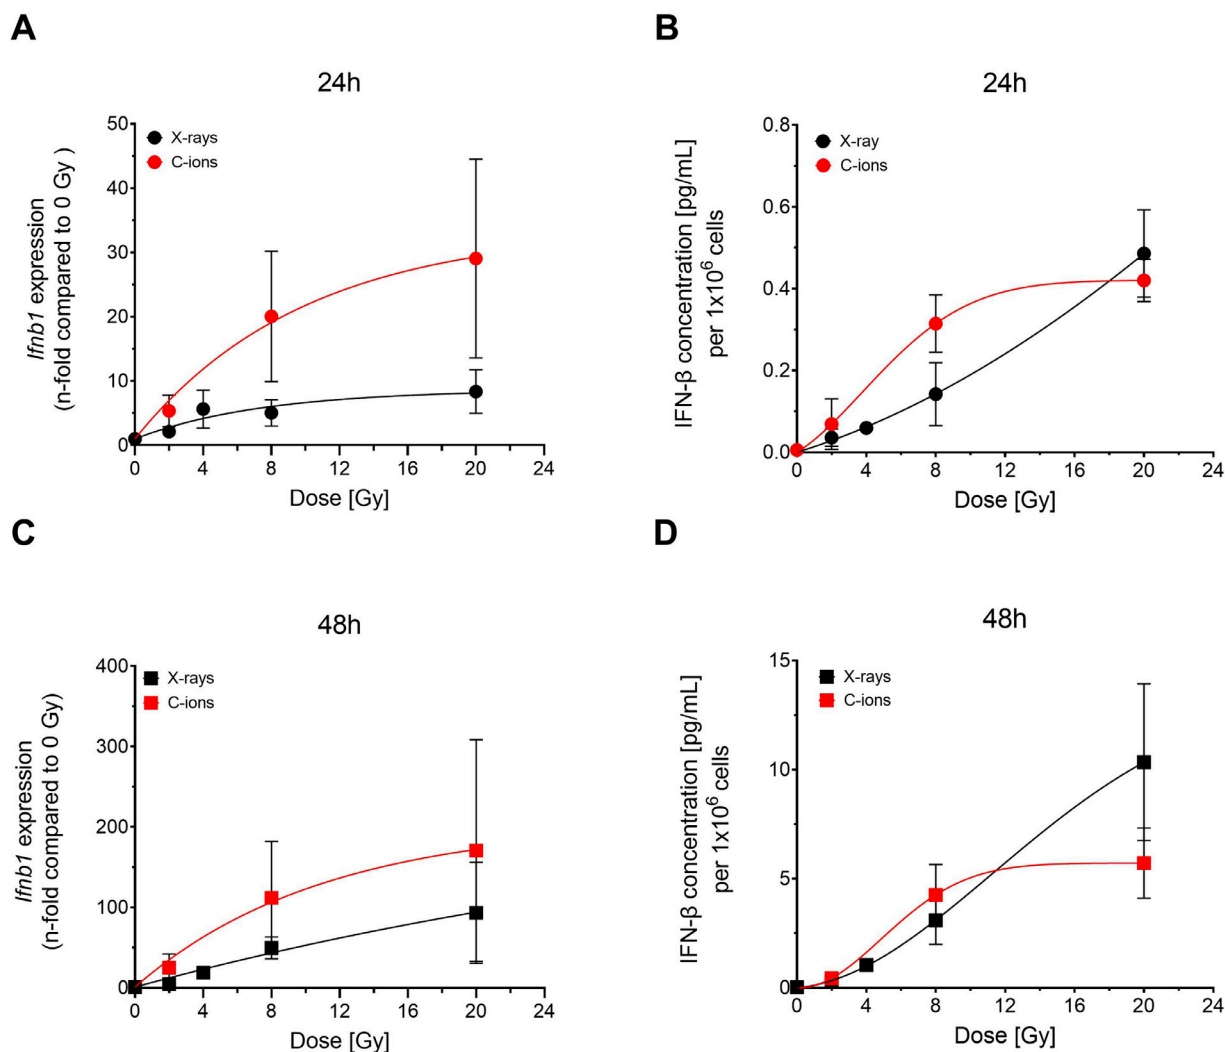 A
24h
Ifnb1 expression
(n-fold compared to 0 Gy )
50
40
30
20
10
0
X-rays
C-ions
0 4 8 12 16 20 24
Dose [Gy]
B
24h
IFN-β concentration [pg/mL]
per 1x10⁶ cells
0.8
0.6
0.4
0.2
0.0
X-ray
C-ions
0 4 8 12 16 20 24
Dose [Gy]
C
48h
Ifnb1 expression
(n-fold compared to 0 Gy )
400
300
200
100
0
X-rays
C-ions
0 4 8 12 16 20 24
Dose [Gy]
D
48h
IFN-β concentration [pg/mL]
per 1x10⁶ cells
15
10
5
0
X-rays
C-ions
0 4 8 12 16 20 24
Dose [Gy]